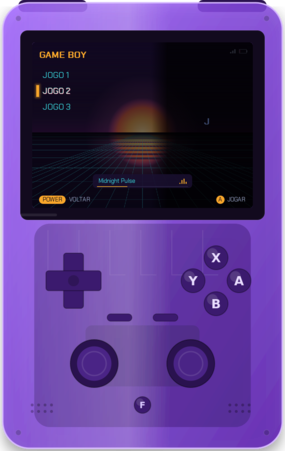 GAME BOY
JOGO 1
JOGO 2
JOGO 3
J
Midnight Pulse
POWER VOLTAR
A JOGAR
X
Y A
B
F